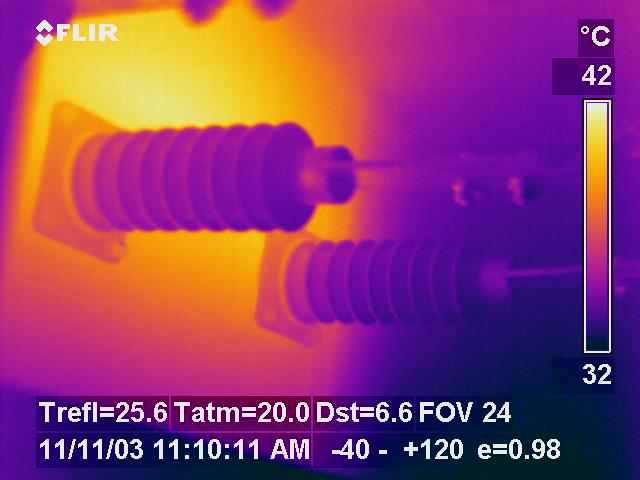 FLIR
°C
42
32
Trefl=25.6 Tatm=20.0 Dst=6.6 FOV 24
11/11/03 11:10:11 AM -40 - +120 e=0.98